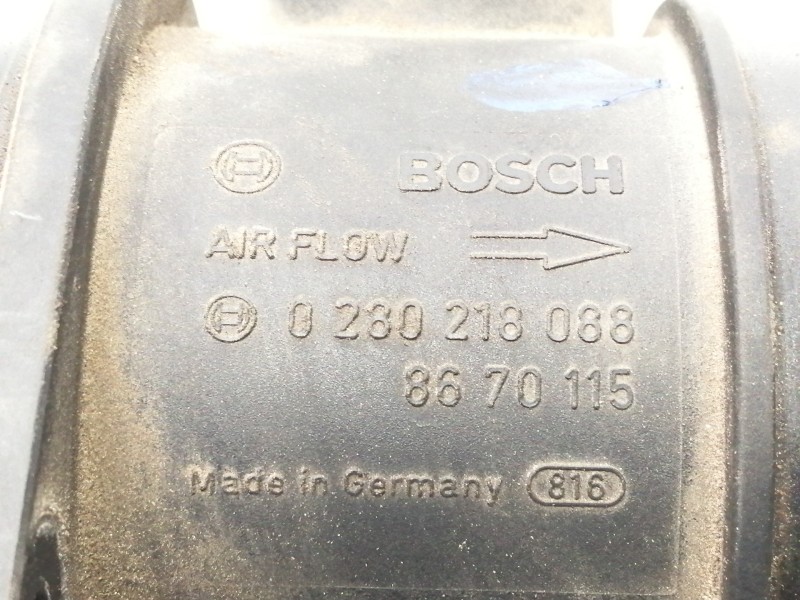 BOSCH
AIR FLOW
0 280 218 088
86 70 115
Made in Germany 816